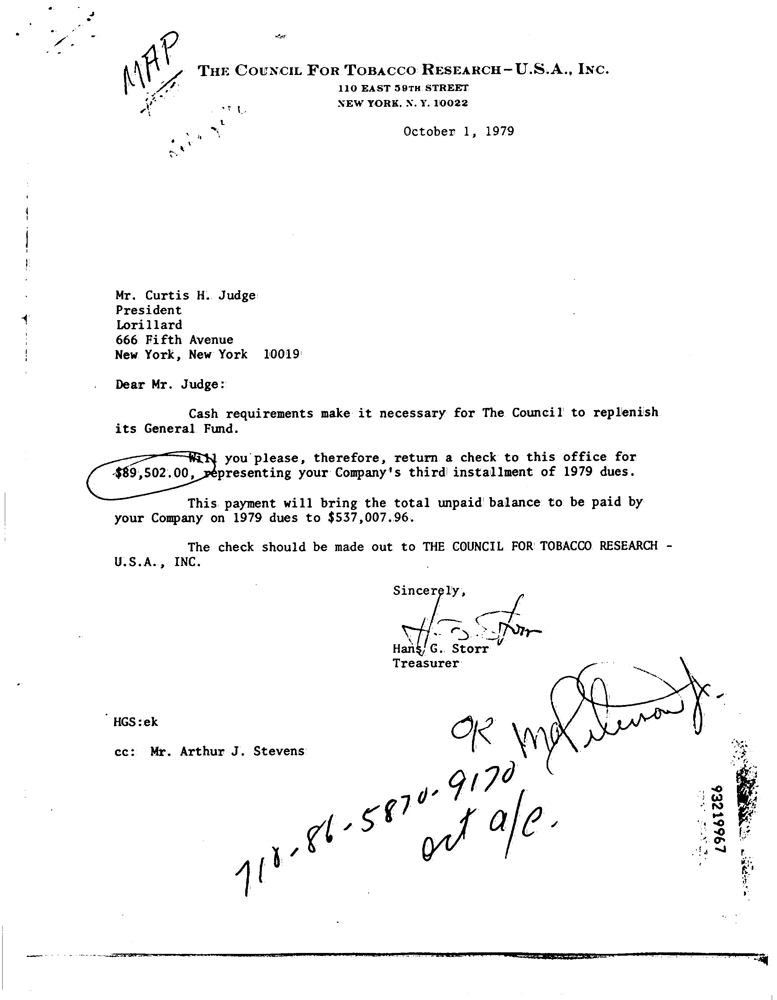 MAP
THE COUNCIL FOR TOBACCO RESEARCH-U.S.A., INC.
110 EAST 59TH STREET
NEW YORK, N. Y. 10022
October 1, 1979
Mr. Curtis H. Judge
President
Lorillard
666 Fifth Avenue
New York, New York 10019
Dear Mr. Judge:
Cash requirements make it necessary for The Council to replenish
its General Fund.
Will you please, therefore, return a check to this office for
$89,502.00, representing your Company's third installment of 1979 dues.
This payment will bring the total unpaid balance to be paid by
your Company on 1979 dues to $537,007.96.
The check should be made out to THE COUNCIL FOR TOBACCO RESEARCH -
U.S.A., INC.
Sincerely,
Hans G. Storr
Treasurer
HGS:ek
OK
cc: Mr. Arthur J. Stevens
-86-5870-9170
a/c.
93219967